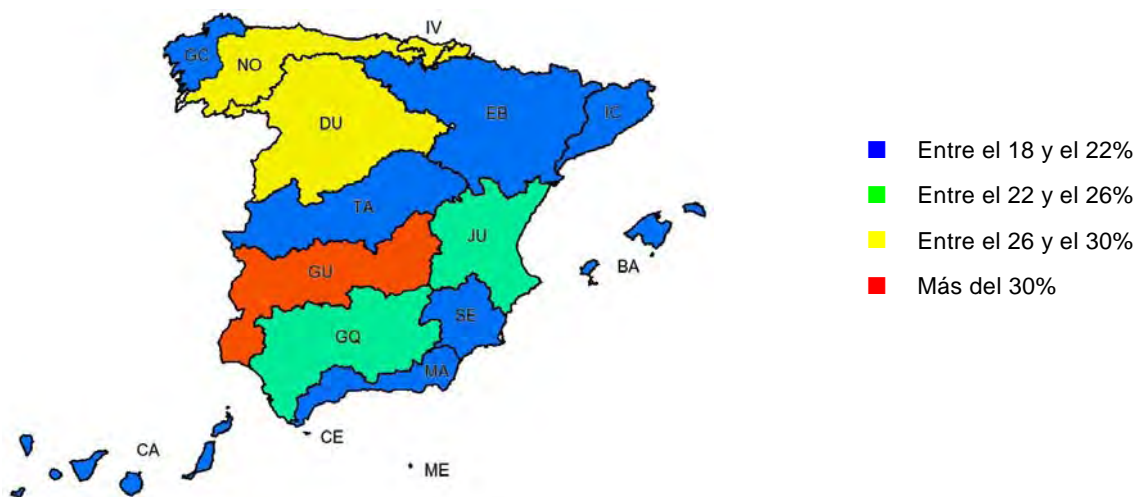 IV
GC
NO
EB
IC
DU
Entre el 18 y el 22%
Entre el 22 y el 26%
TA
JU
Entre el 26 y el 30%
BA
GU
Más del 30%
SE
GQ
MA
CE
CA
ME